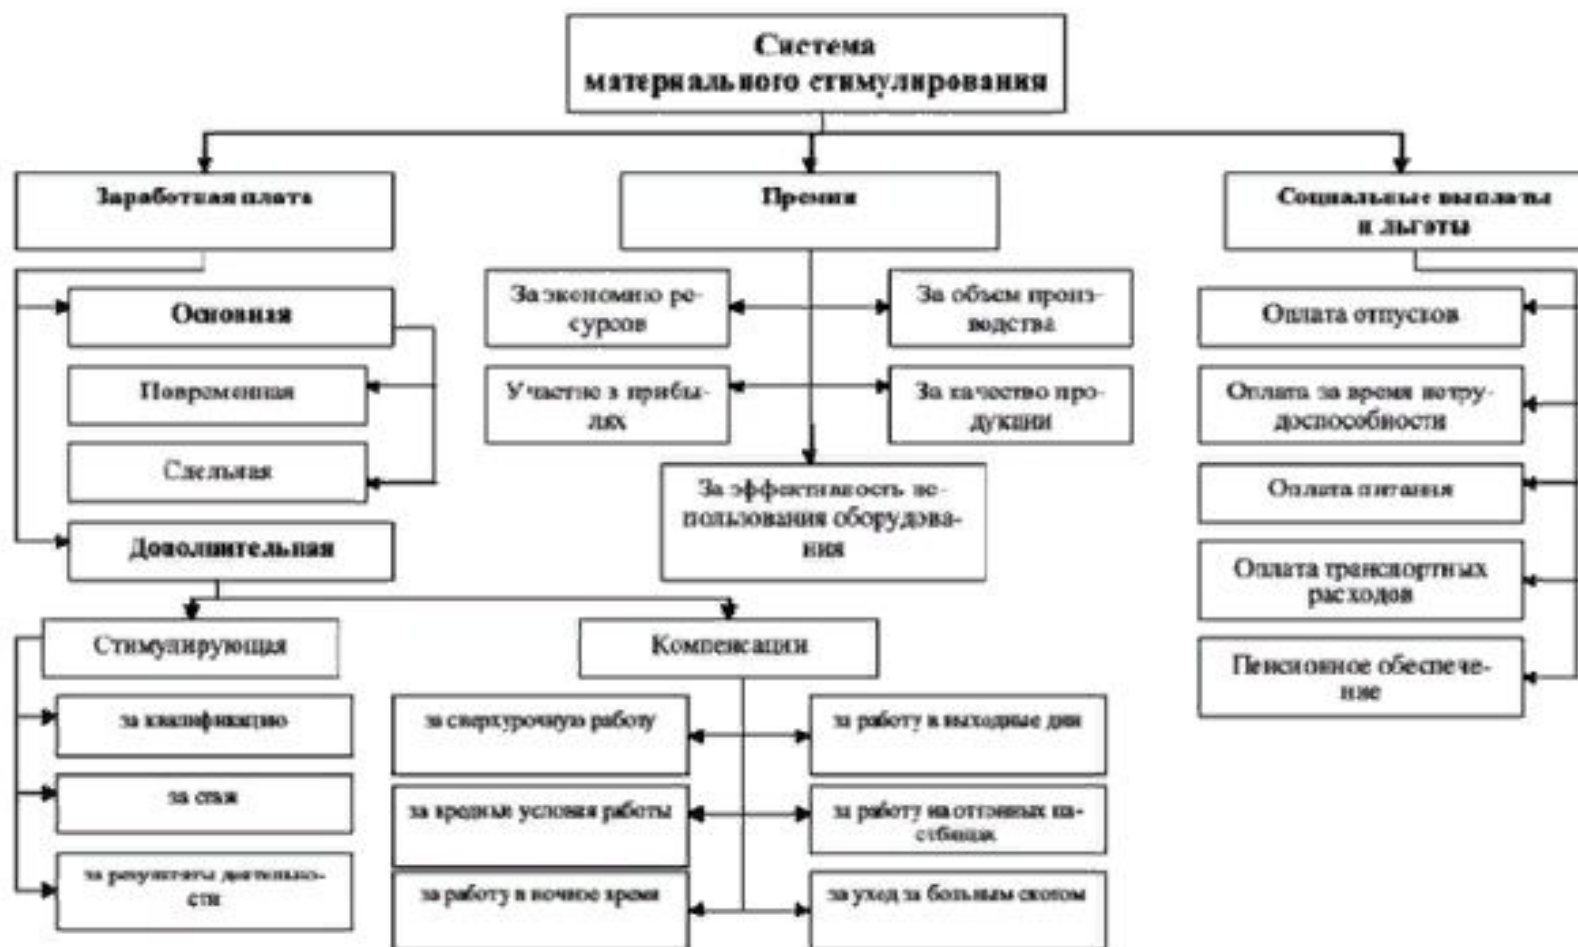 Система
материального стимулирования
Заработная плата
Премии
Социальные выплаты
и льготы
Основная
Повременная
Сдельная
Дополнительная
За экономию ре-
сурсов
За объем произ-
водства
Участие в прибы-
лях
За качество про-
дукции
За эффективность ис-
пользования оборудова-
ния
Оплата отпусков
Оплата за время нетру-
доспособности
Оплата питания
Оплата транспортных
расходов
Пенсионное обеспече-
ние
Стимулирующая
Компенсации
за квалификацию
за стаж
за результаты деятельно-
сти
за сверхурочную работу
за работу в выходные дни
за вредные условия работы
за работу на отгонных па-
стбищах
за работу в ночное время
за уход за больным скотом